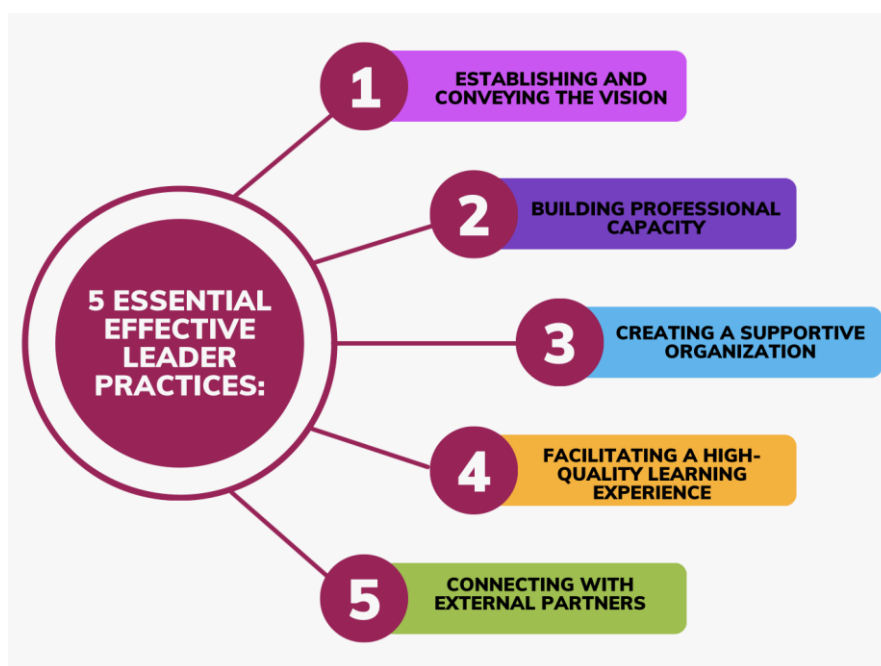 5 ESSENTIAL
EFFECTIVE
LEADER
PRACTICES:
1
ESTABLISHING AND
CONVEYING THE VISION
2
BUILDING PROFESSIONAL
CAPACITY
3
CREATING A SUPPORTIVE
ORGANIZATION
4
FACILITATING A HIGH-
QUALITY LEARNING
EXPERIENCE
5
CONNECTING WITH
EXTERNAL PARTNERS